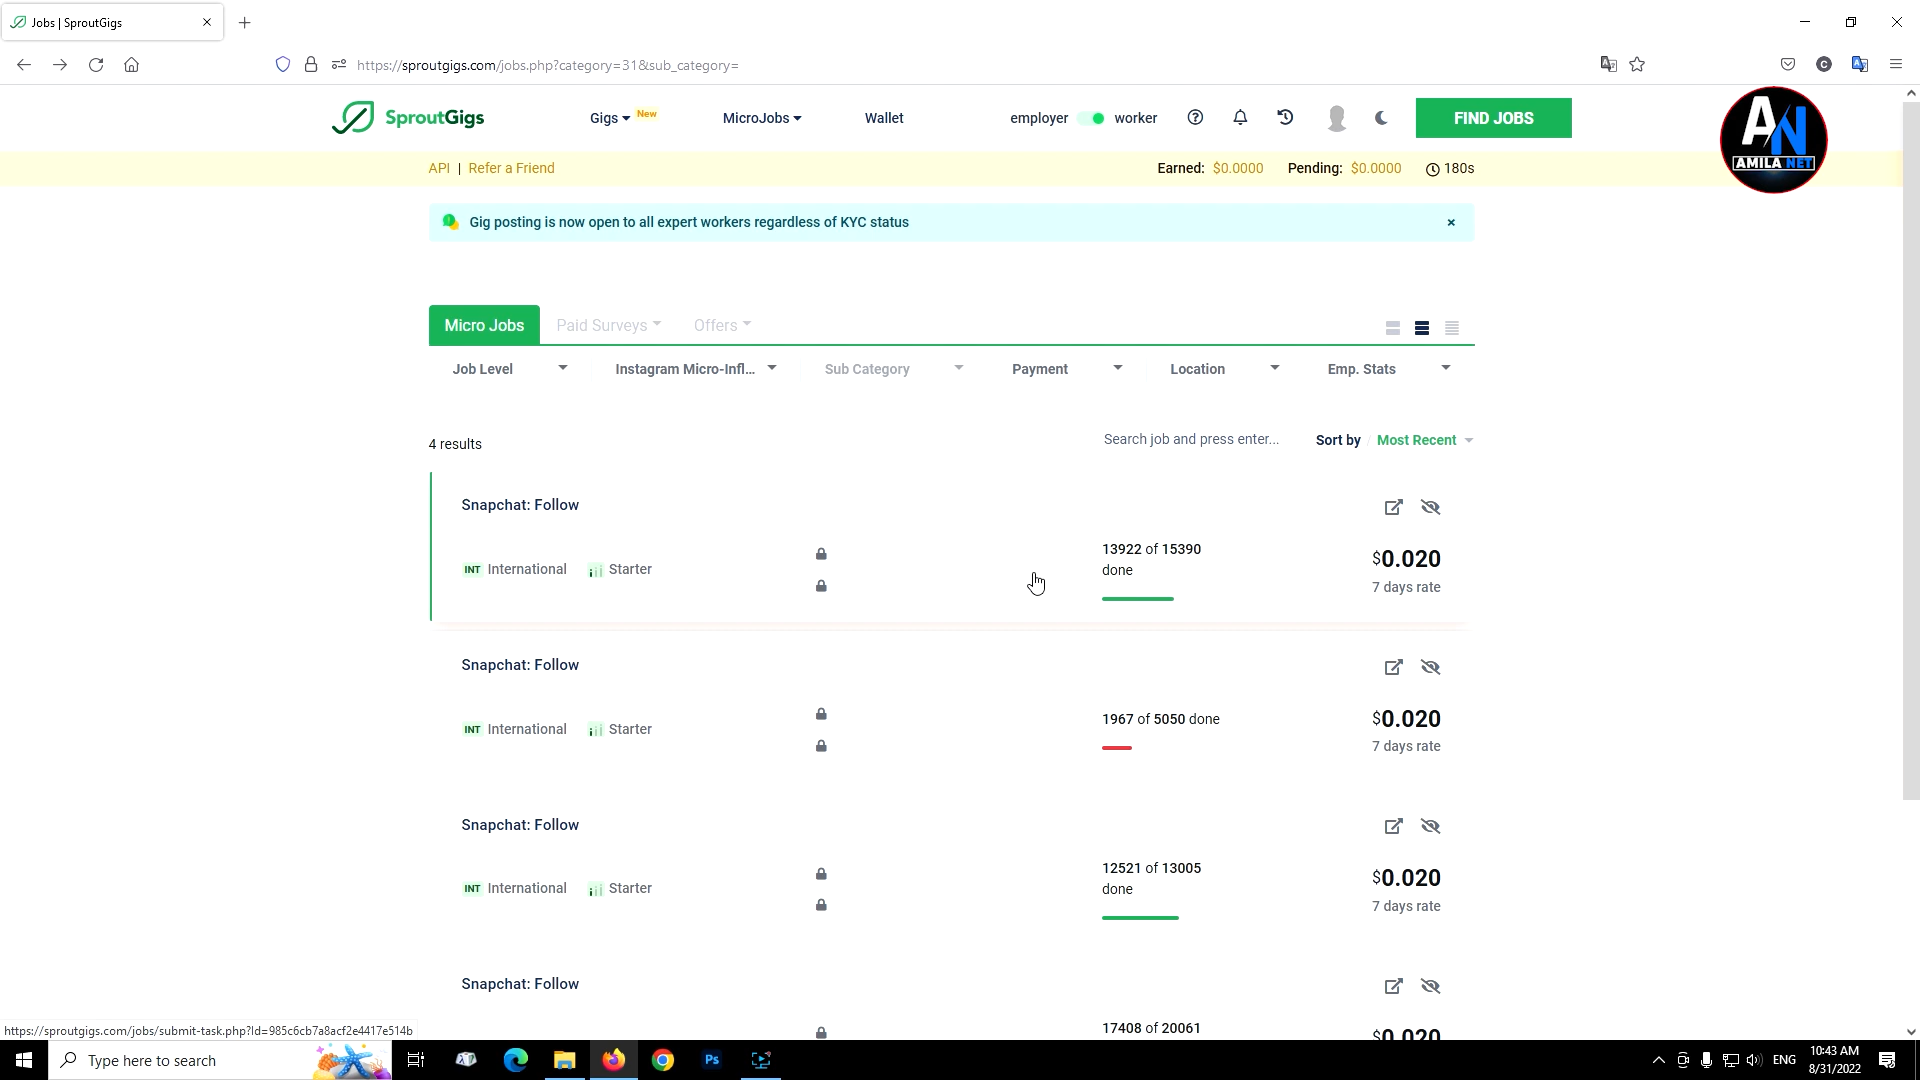 Jobs | SproutGigs
https://sproutgigs.com/jobs.php?category=31&sub_category=
SproutGigs
Gigs
New
MicroJobs
Wallet
employer
worker
FIND JOBS
AN
AMILA NET
API | Refer a Friend
Earned: $0.0000
Pending: $0.0000
180s
Gig posting is now open to all expert workers regardless of KYC status
Micro Jobs
Paid Surveys
Offers
Job Level
Instagram Micro-Infl...
Sub Category
Payment
Location
Emp. Stats
4 results
Search job and press enter...
Sort by
Most Recent
Snapchat: Follow
INT International
Starter
13922 of 15390
done
$0.020
7 days rate
Snapchat: Follow
INT International
Starter
1967 of 5050 done
$0.020
7 days rate
Snapchat: Follow
INT International
Starter
12521 of 13005
done
$0.020
7 days rate
Snapchat: Follow
17408 of 20061
$0.020
https://sproutgigs.com/jobs/submit-task.php?Id=985c6cb7a8acf2e4417e514b
Type here to search
Ps
ENG
10:43 AM
8/31/2022